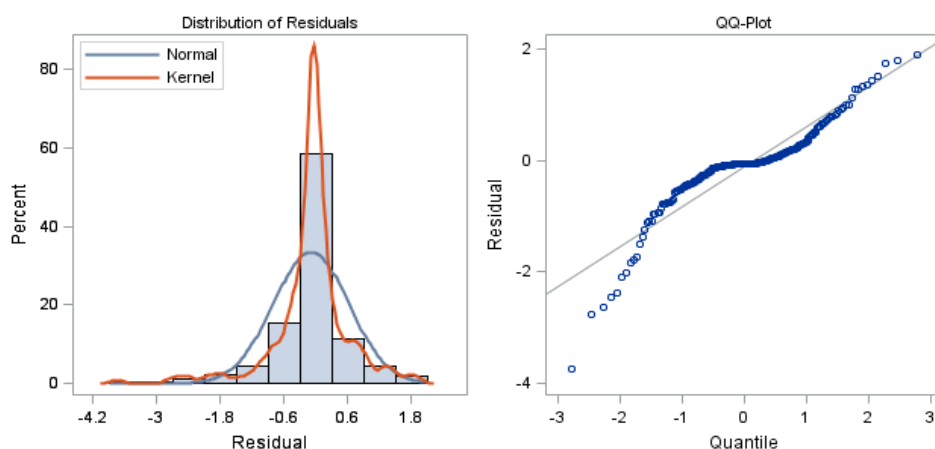 Distribution of Residuals
Normal
Kernel
80
60
40
20
0
Percent
-4.2 -3 -1.8 -0.6 0.6 1.8
Residual
QQ-Plot
2
0
-2
-4
Residual
-3 -2 -1 0 1 2 3
Quantile